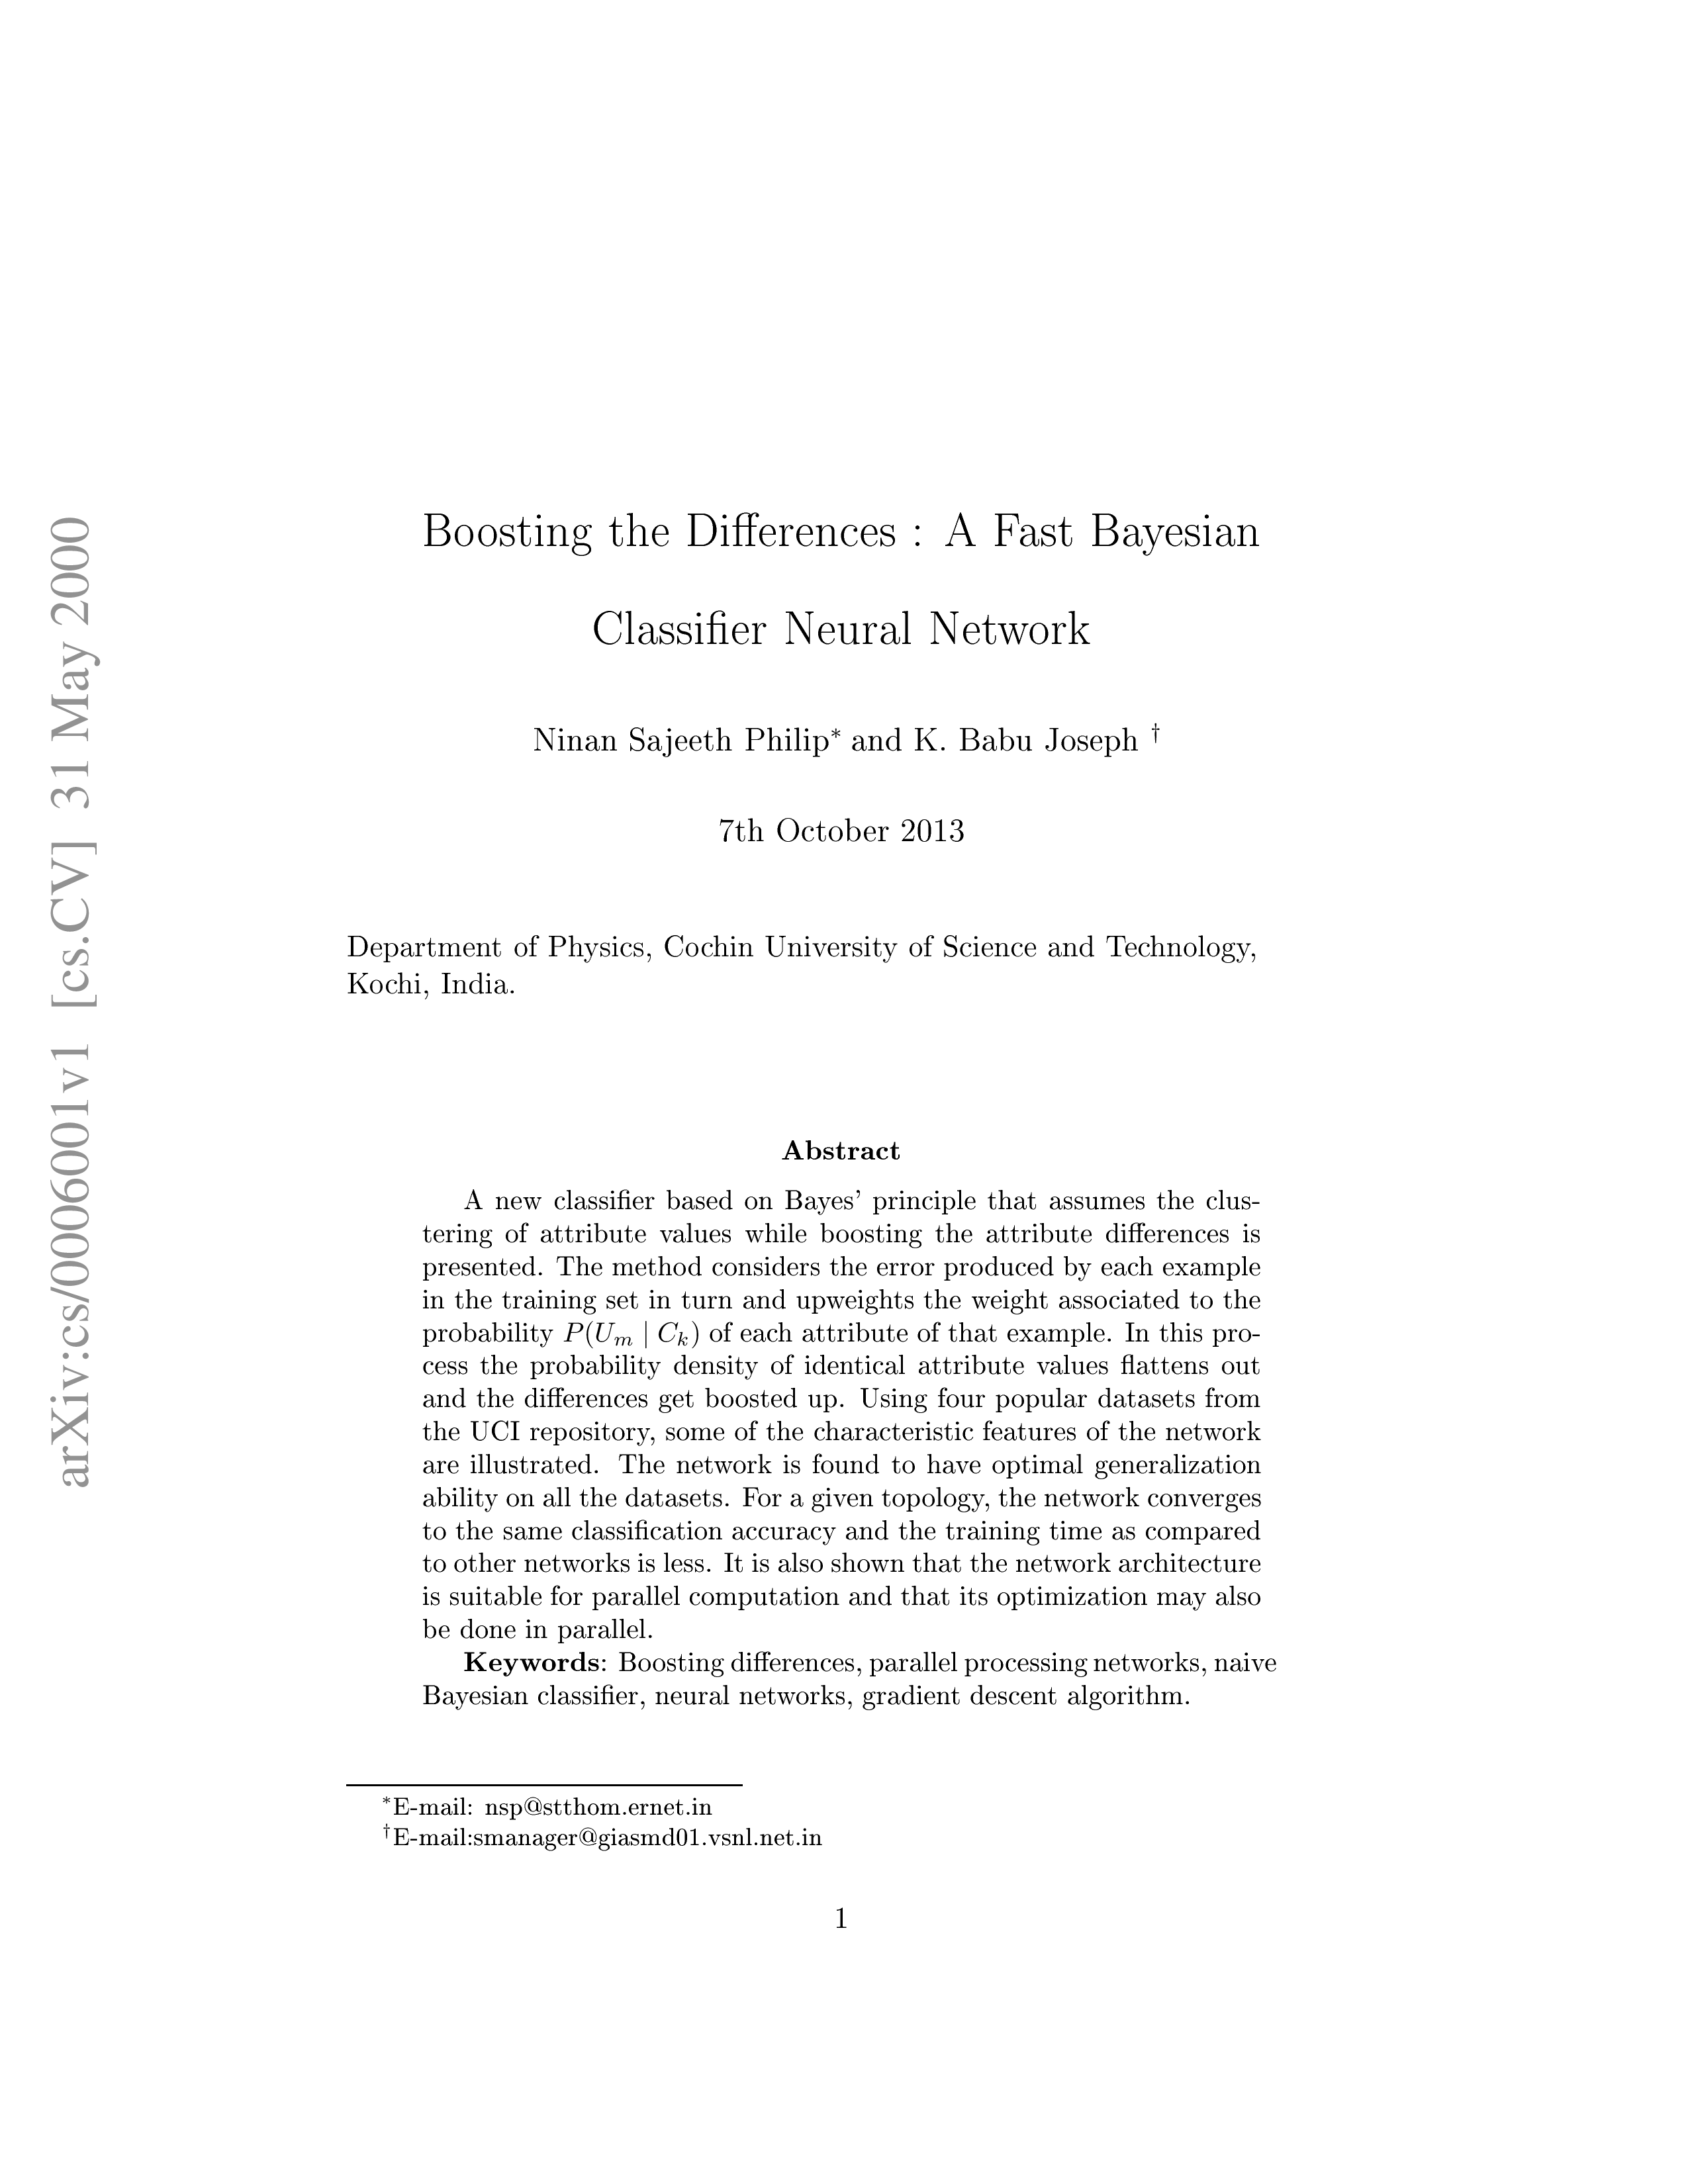 arXiv:cs/0006001v1 [cs.CV] 31 May 2000
Boosting the Differences : A Fast Bayesian
Classifier Neural Network
Ninan Sajeeth Philip* and K. Babu Joseph †
7th October 2013
Department of Physics, Cochin University of Science and Technology,
Kochi, India.
Abstract
A new classifier based on Bayes' principle that assumes the clus-
tering of attribute values while boosting the attribute differences is
presented. The method considers the error produced by each example
in the training set in turn and upweights the weight associated to the
probability P(U_m | C_k) of each attribute of that example. In this pro-
cess the probability density of identical attribute values flattens out
and the differences get boosted up. Using four popular datasets from
the UCI repository, some of the characteristic features of the network
are illustrated. The network is found to have optimal generalization
ability on all the datasets. For a given topology, the network converges
to the same classification accuracy and the training time as compared
to other networks is less. It is also shown that the network architecture
is suitable for parallel computation and that its optimization may also
be done in parallel.
Keywords: Boosting differences, parallel processing networks, naive
Bayesian classifier, neural networks, gradient descent algorithm.
*E-mail: nsp@stthom.ernet.in
†E-mail:smanager@giasmd01.vsnl.net.in
1